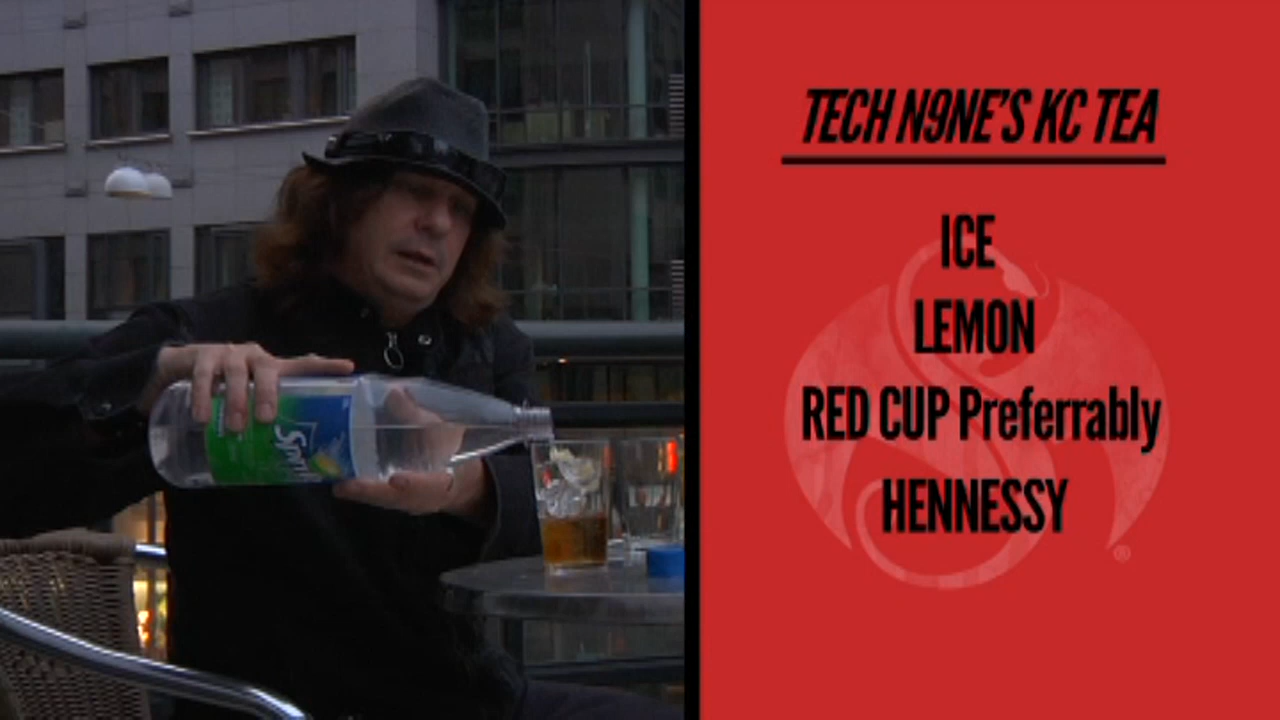 Sprite
TECH N9NE'S KC TEA
ICE
LEMON
RED CUP Preferrably
HENNESSY
®